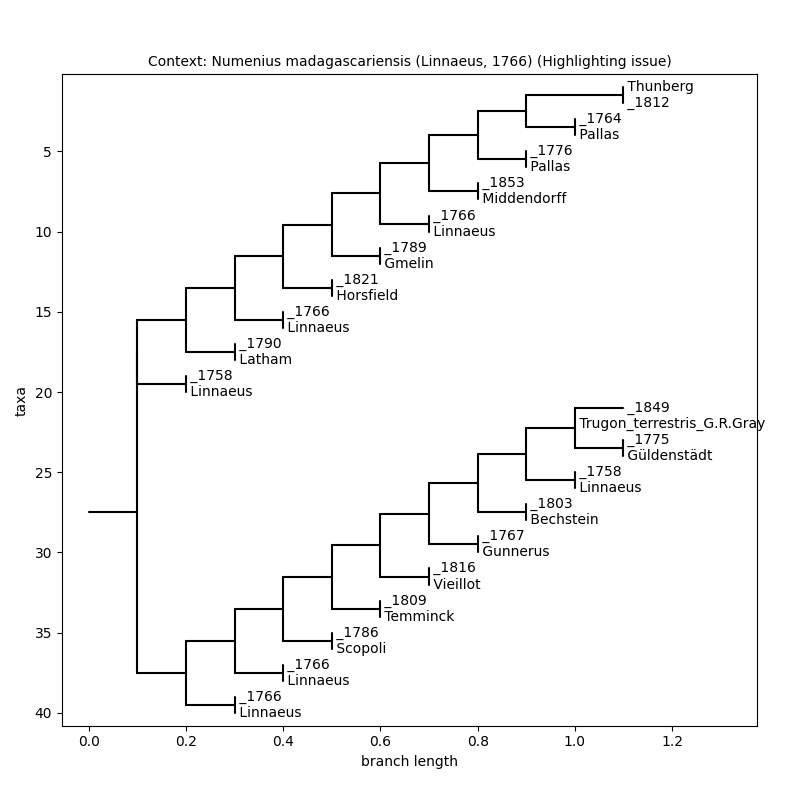 Context: Numenius madagascariensis (Linnaeus, 1766) (Highlighting issue)
Thunberg
_1812
_1764
Pallas
_1776
Pallas
_1853
Middendorff
_1766
Linnaeus
_1789
Gmelin
_1821
Horsfield
_1766
Linnaeus
_1790
Latham
_1758
Linnaeus
_1849
Trugon_terrestris_G.R.Gray
_1775
Güldenstädt
_1758
Linnaeus
_1803
Bechstein
_1767
Gunnerus
_1816
Vieillot
_1809
Temminck
_1786
Scopoli
_1766
Linnaeus
_1766
Linnaeus
5
10
15
20
25
30
35
40
taxa
0.0 0.2 0.4 0.6 0.8 1.0 1.2
branch length